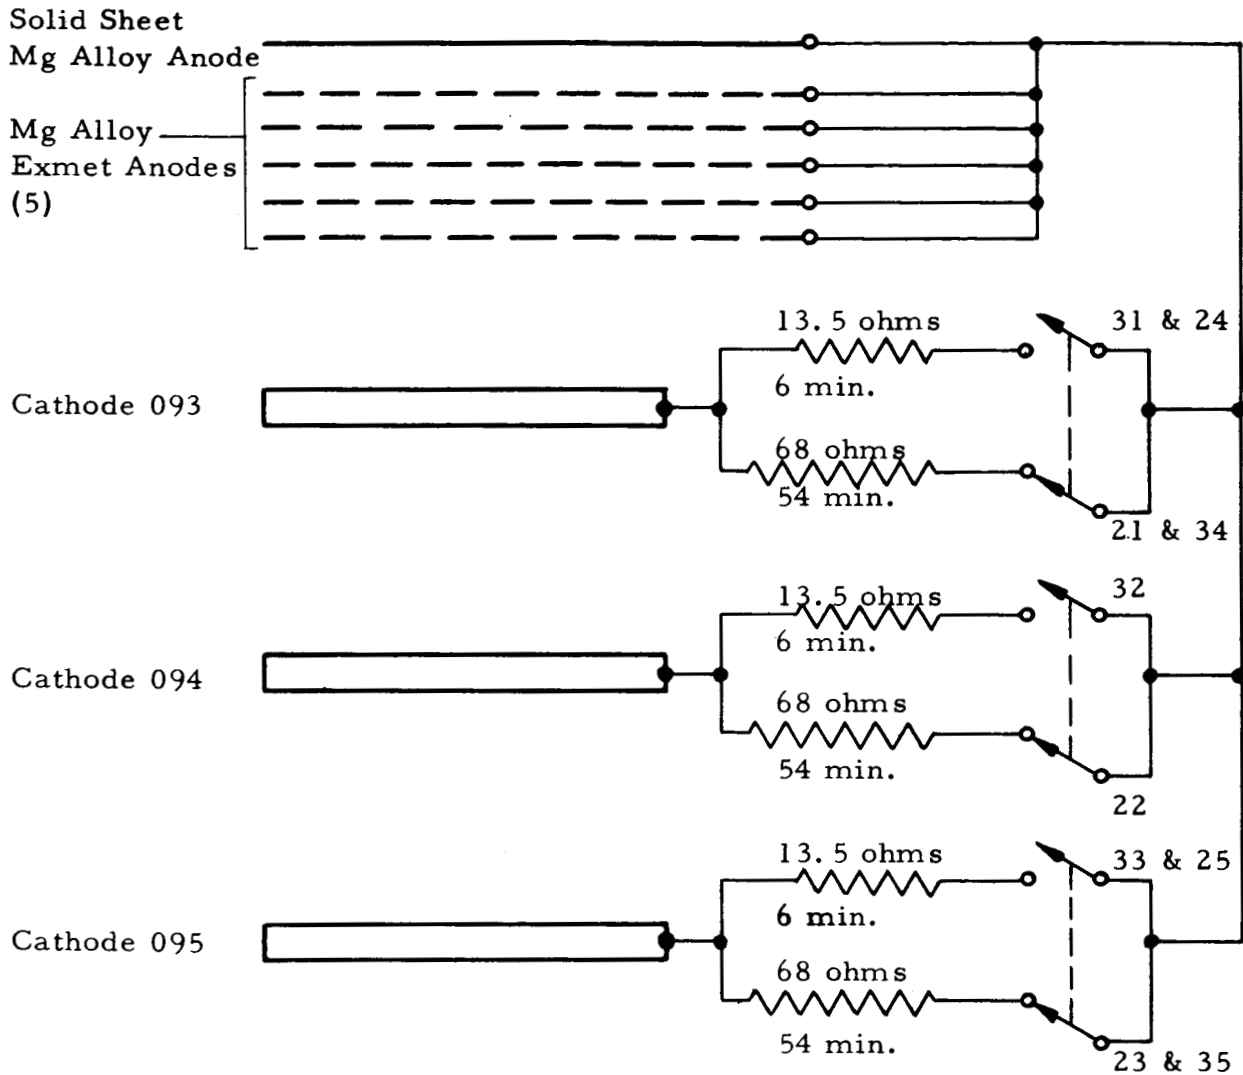 Solid Sheet
Mg Alloy Anode
Mg Alloy
Exmet Anodes
(5)
13.5 ohms
31 & 24
6 min.
Cathode 093
68 ohms
54 min.
21 & 34
13.5 ohms
32
6 min.
Cathode 094
68 ohms
54 min.
22
13.5 ohms
33 & 25
6 min.
Cathode 095
68 ohms
54 min.
23 & 35